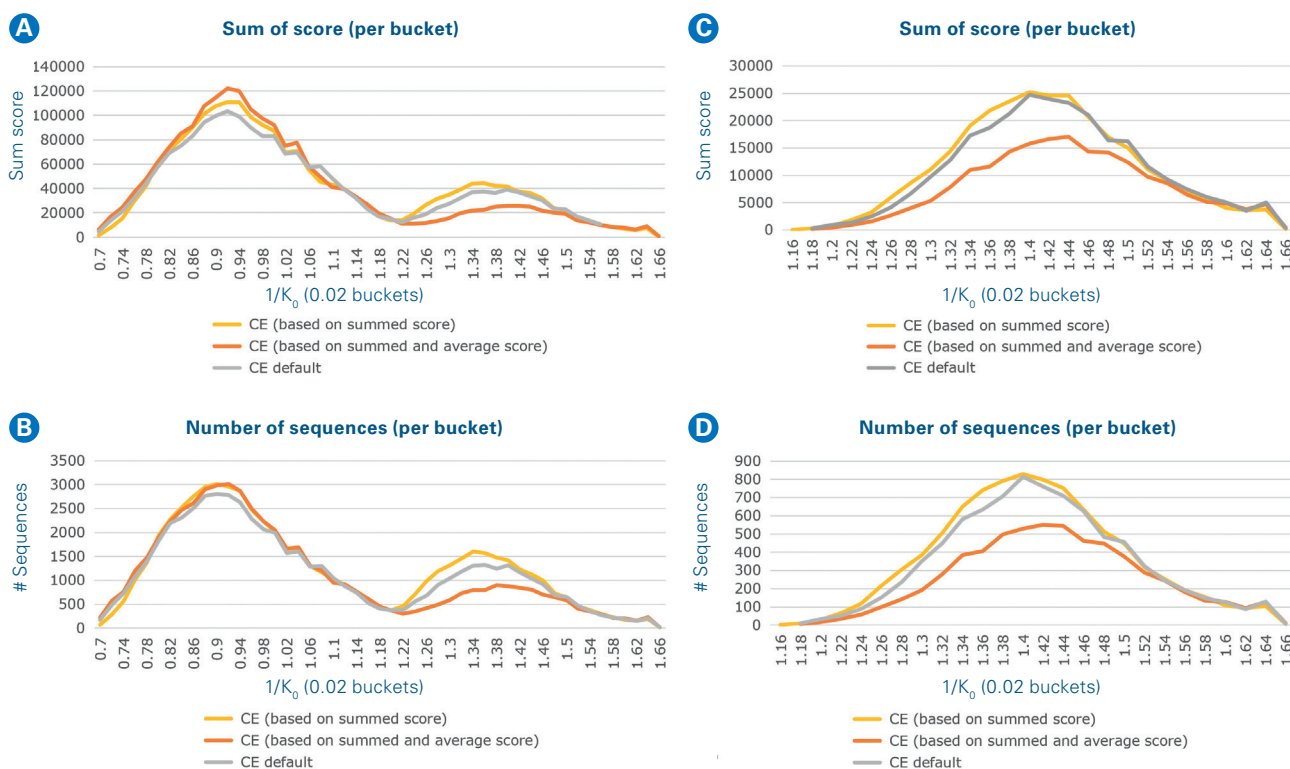 A
Sum of score (per bucket)
Sum score
140000
120000
100000
80000
60000
40000
20000
0
0.7 0.74 0.78 0.82 0.86 0.9 0.94 0.98 1.02 1.06 1.1 1.14 1.18 1.22 1.26 1.3 1.34 1.38 1.42 1.46 1.5 1.54 1.58 1.62 1.66
1/K0 (0.02 buckets)
CE (based on summed score)
CE (based on summed and average score)
CE default
B
Number of sequences (per bucket)
# Sequences
3500
3000
2500
2000
1500
1000
500
0
0.7 0.74 0.78 0.82 0.86 0.9 0.94 0.98 1.02 1.06 1.1 1.14 1.18 1.22 1.26 1.3 1.34 1.38 1.42 1.46 1.5 1.54 1.58 1.62 1.66
1/K0 (0.02 buckets)
CE (based on summed score)
CE (based on summed and average score)
CE default
C
Sum of score (per bucket)
Sum score
30000
25000
20000
15000
10000
5000
0
1.16 1.18 1.2 1.22 1.24 1.26 1.28 1.3 1.32 1.34 1.36 1.38 1.4 1.42 1.44 1.46 1.48 1.5 1.52 1.54 1.56 1.58 1.6 1.62 1.64 1.66
1/K0 (0.02 buckets)
CE (based on summed score)
CE (based on summed and average score)
CE default
D
Number of sequences (per bucket)
# Sequences
900
800
700
600
500
400
300
200
100
0
1.16 1.18 1.2 1.22 1.24 1.26 1.28 1.3 1.32 1.34 1.36 1.38 1.4 1.42 1.44 1.46 1.48 1.5 1.52 1.54 1.56 1.58 1.6 1.62 1.64 1.66
1/K0 (0.02 buckets)
CE (based on summed score)
CE (based on summed and average score)
CE default